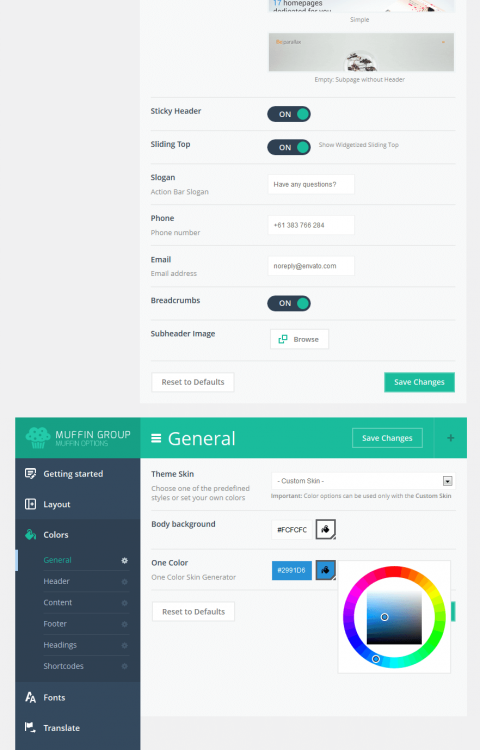 17 homepages
dedicated for you
Simple
Empty: Subpage without Header
Sticky Header
ON
Sliding Top
ON
Show Widgetized Sliding Top
Slogan
Action Bar Slogan
Have any questions?
Phone
Phone number
+61 383 766 284
Email
Email address
noreply@envato.com
Breadcrumbs
ON
Subheader Image
Browse
Reset to Defaults
Save Changes
MUFFIN GROUP
MUFFIN OPTIONS
General
Save Changes
+
Getting started
Layout
Colors
General
Header
Content
Footer
Headings
Shortcodes
Fonts
Translate
Theme Skin
Choose one of the predefined
styles or set your own colors
- Custom Skin -
Important: Color options can be used only with the Custom Skin
Body background
#FCFCFC
One Color
One Color Skin Generator
#2991D6
Reset to Defaults